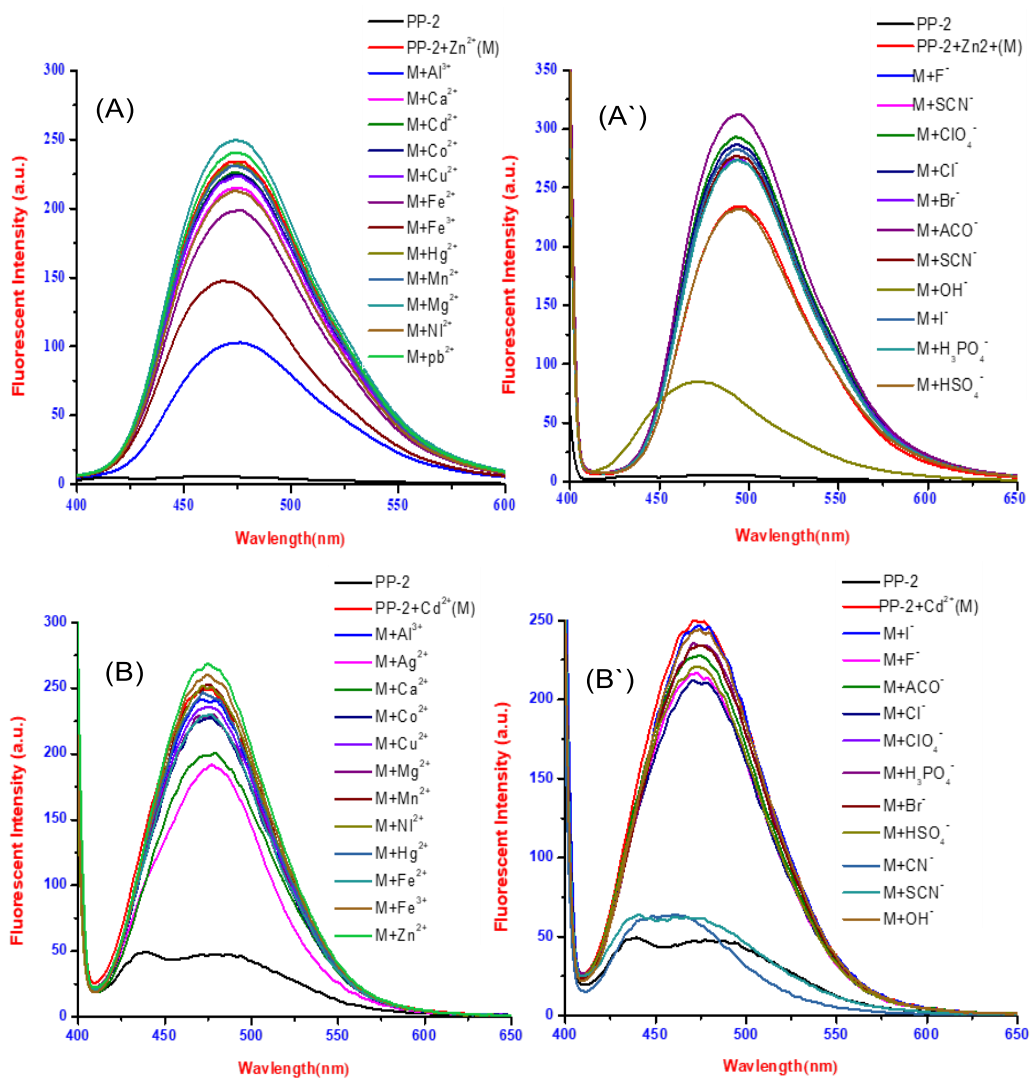 (A)
PP-2
PP-2+Zn²⁺(M)
M+Al³⁺
M+Ca²⁺
M+Cd²⁺
M+Co²⁺
M+Cu²⁺
M+Fe²⁺
M+Fe³⁺
M+Hg²⁺
M+Mn²⁺
M+Mg²⁺
M+NI²⁺
M+pb²⁺
Fluorescent Intensity (a.u.)
300
250
200
150
100
50
0
400 450 500 550 600
Wavlength(nm)
(A`)
PP-2
PP-2+Zn2+(M)
M+F⁻
M+SCN⁻
M+ClO₄⁻
M+Cl⁻
M+Br⁻
M+ACO⁻
M+SCN⁻
M+OH⁻
M+I⁻
M+H₃PO₄⁻
M+HSO₄⁻
Fluorescent Intensity (a.u.)
350
300
250
200
150
100
50
0
400 450 500 550 600 650
Wavlength(nm)
(B)
PP-2
PP-2+Cd²⁺(M)
M+Al³⁺
M+Ag²⁺
M+Ca²⁺
M+Co²⁺
M+Cu²⁺
M+Mg²⁺
M+Mn²⁺
M+NI²⁺
M+Hg²⁺
M+Fe²⁺
M+Fe³⁺
M+Zn²⁺
Fluorescent Intensity (a.u.)
300
250
200
150
100
50
0
400 450 500 550 600 650
Wavlength(nm)
(B`)
PP-2
PP-2+Cd²⁺(M)
M+I⁻
M+F⁻
M+ACO⁻
M+Cl⁻
M+ClO₄⁻
M+H₃PO₄⁻
M+Br⁻
M+HSO₄⁻
M+CN⁻
M+SCN⁻
M+OH⁻
Fluorescent Intensity (a.u.)
250
200
150
100
50
0
400 450 500 550 600 650
Wavlength(nm)